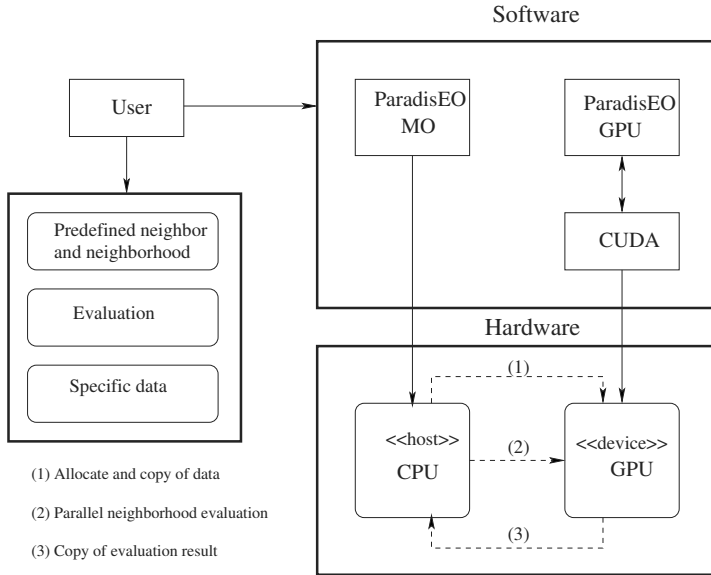 Software
User
ParadisEO
MO
ParadisEO
GPU
CUDA
Predefined neighbor
and neighborhood
Evaluation
Specific data
Hardware
(1)
<<host>>
CPU
(2)
<<device>>
GPU
(3)
(1) Allocate and copy of data
(2) Parallel neighborhood evaluation
(3) Copy of evaluation result